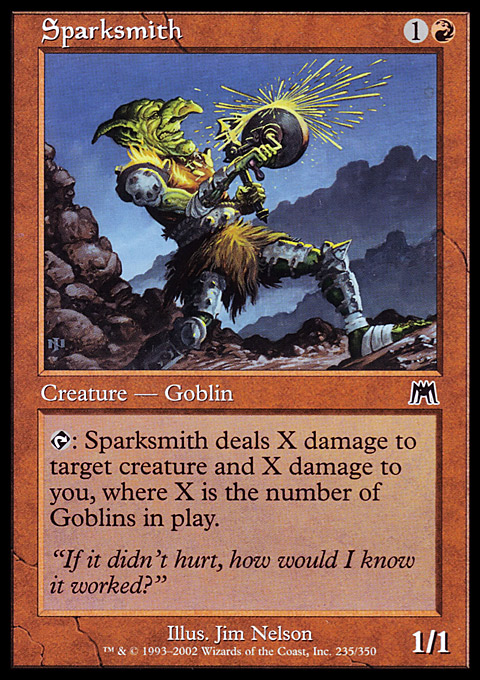 Sparksmith 1
Creature — Goblin
: Sparksmith deals X damage to
target creature and X damage to
you, where X is the number of
Goblins in play.
“If it didn’t hurt, how would I know
it worked?”
Illus. Jim Nelson
™ & © 1993–2002 Wizards of the Coast, Inc. 235/350
1/1